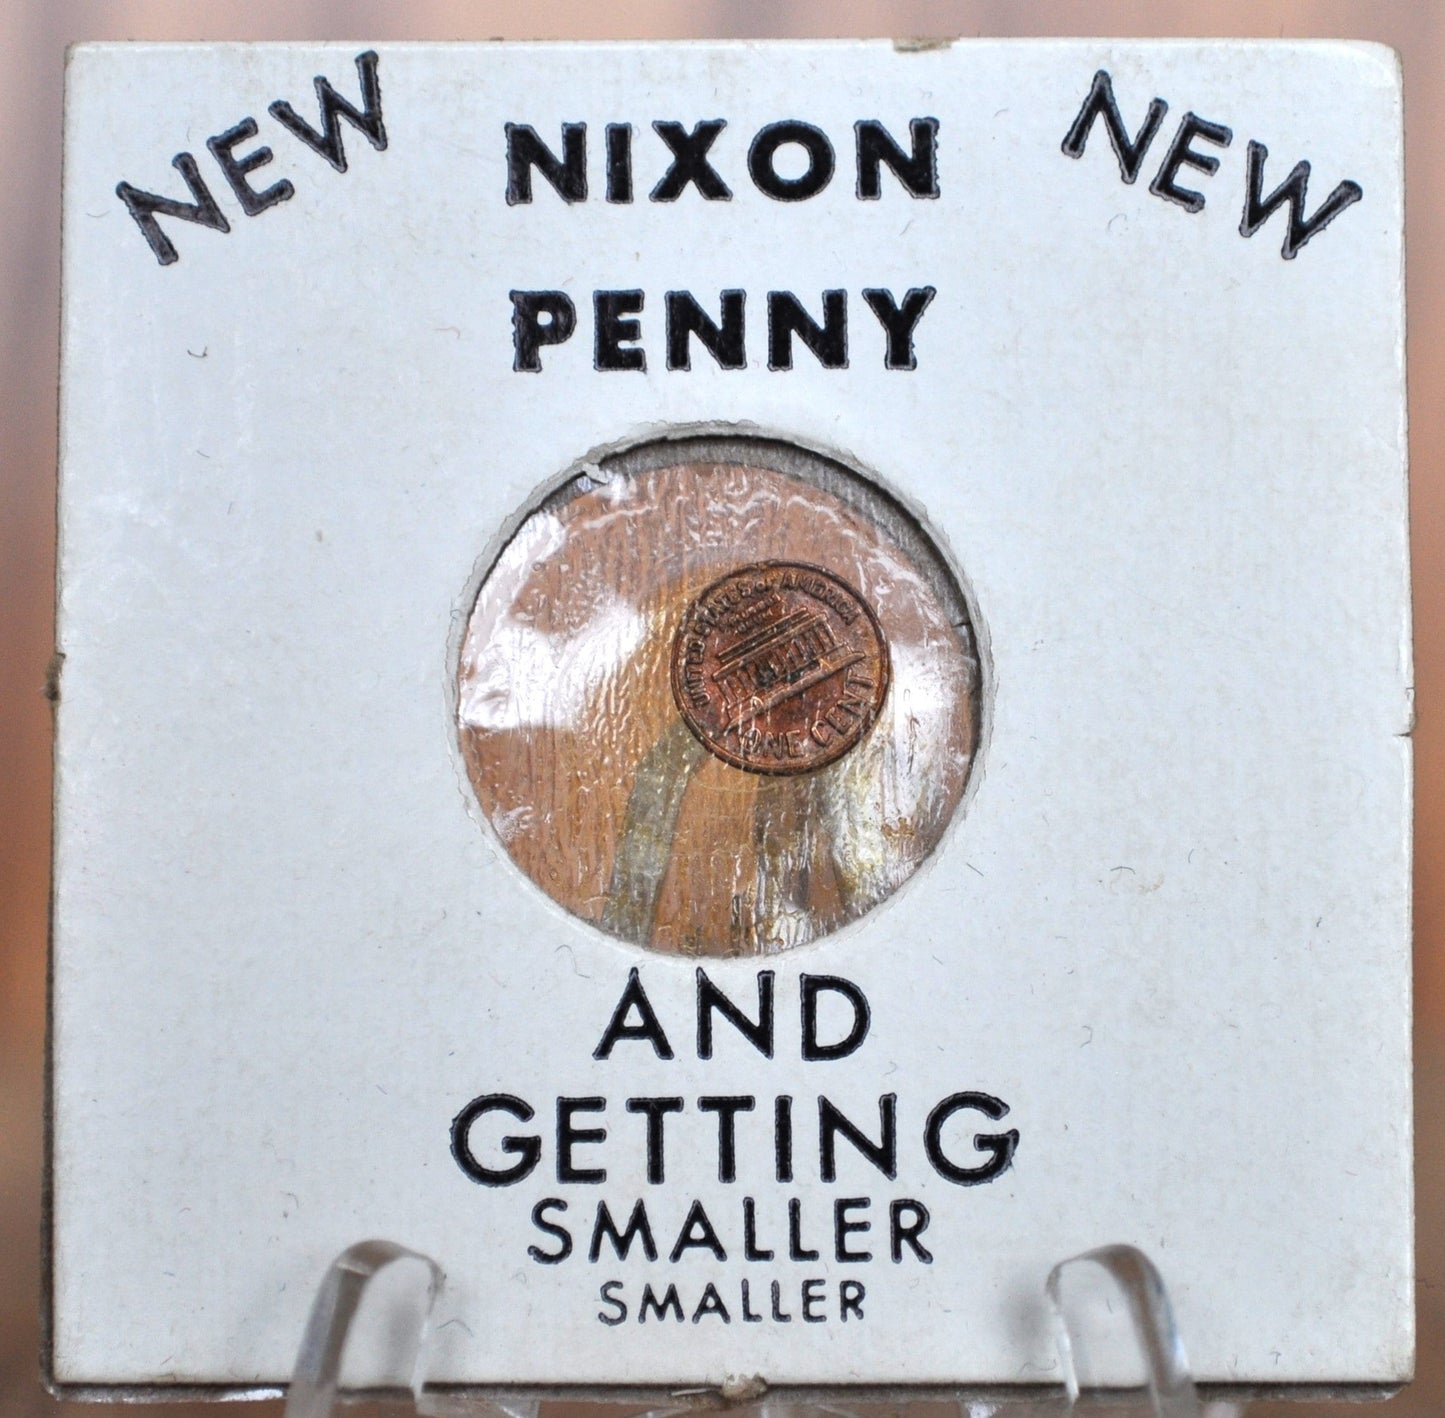 NEW NIXON NEW
PENNY
UNITED STATES OF AMERICA
ONE CENT
AND
GETTING
SMALLER
SMALLER